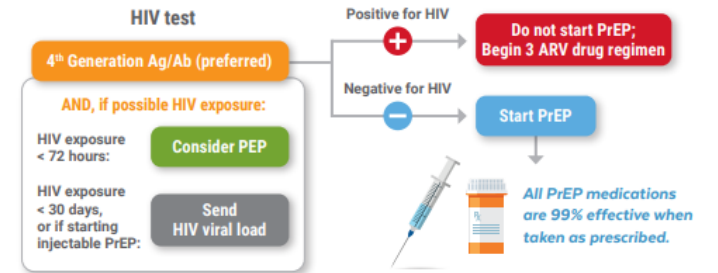 HIV test
4th Generation Ag/Ab (preferred)
AND, if possible HIV exposure:
HIV exposure
< 72 hours:
Consider PEP
HIV exposure
< 30 days,
or if starting
injectable PrEP:
Send
HIV viral load
Positive for HIV
+
Do not start PrEP;
Begin 3 ARV drug regimen
Negative for HIV
−
Start PrEP
Rx
All PrEP medications
are 99% effective when
taken as prescribed.